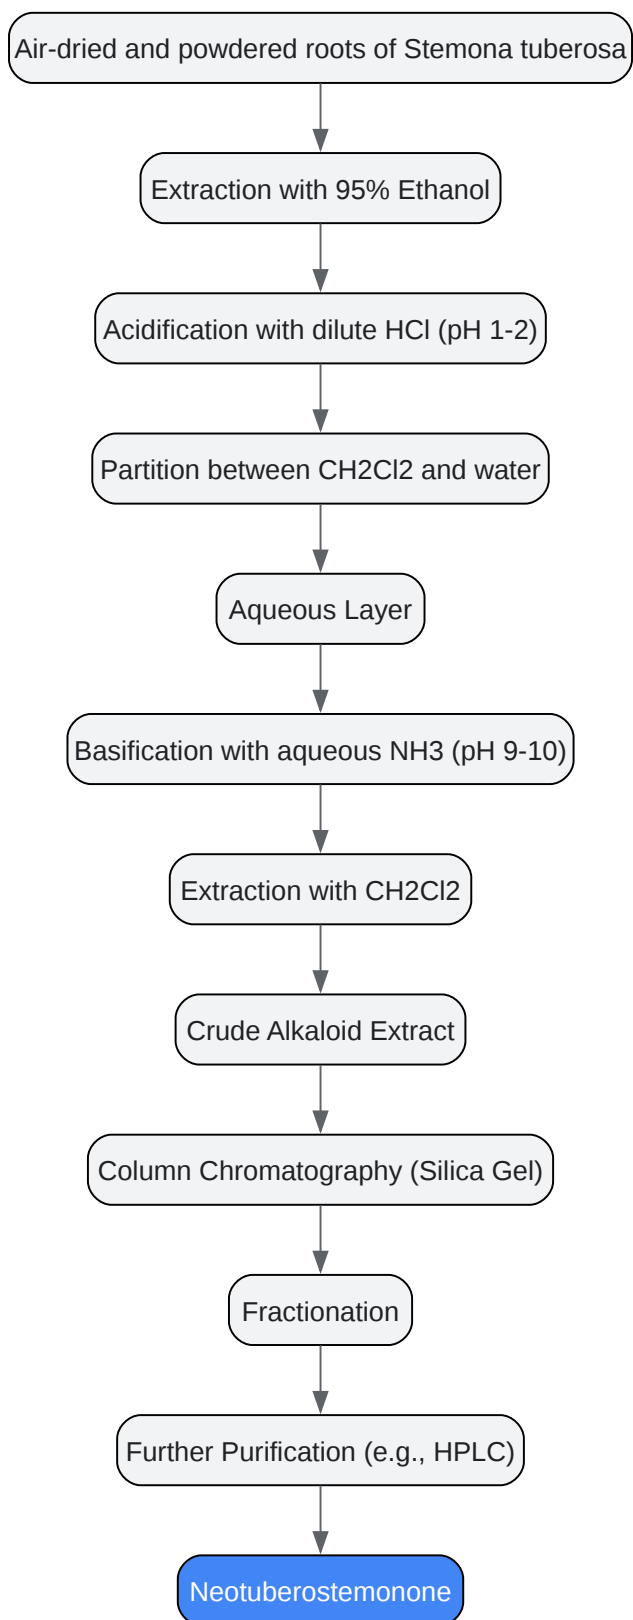 Air-dried and powdered roots of Stemona tuberosa
Extraction with 95% Ethanol
Acidification with dilute HCl (pH 1-2)
Partition between CH2Cl2 and water
Aqueous Layer
Basification with aqueous NH3 (pH 9-10)
Extraction with CH2Cl2
Crude Alkaloid Extract
Column Chromatography (Silica Gel)
Fractionation
Further Purification (e.g., HPLC)
Neotuberostemonone